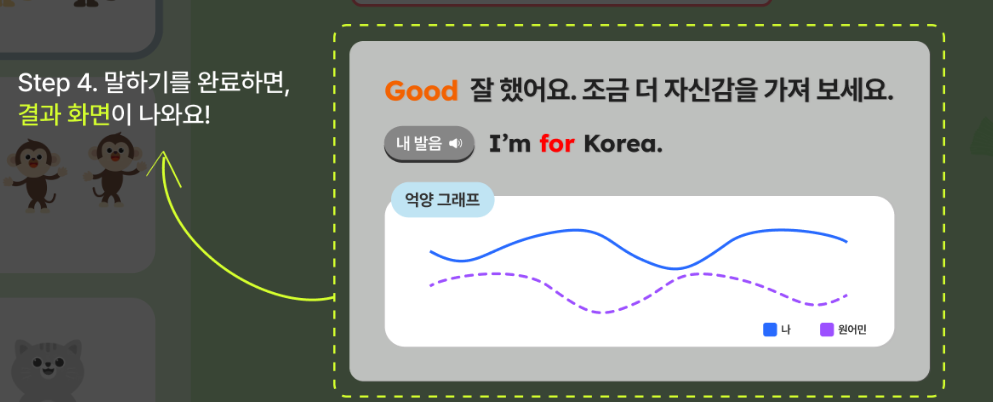 Step 4. 말하기를 완료하면,
결과 화면이 나와요!
Good 잘 했어요. 조금 더 자신감을 가져 보세요.
내 발음 I'm for Korea.
억양 그래프
나 원어민